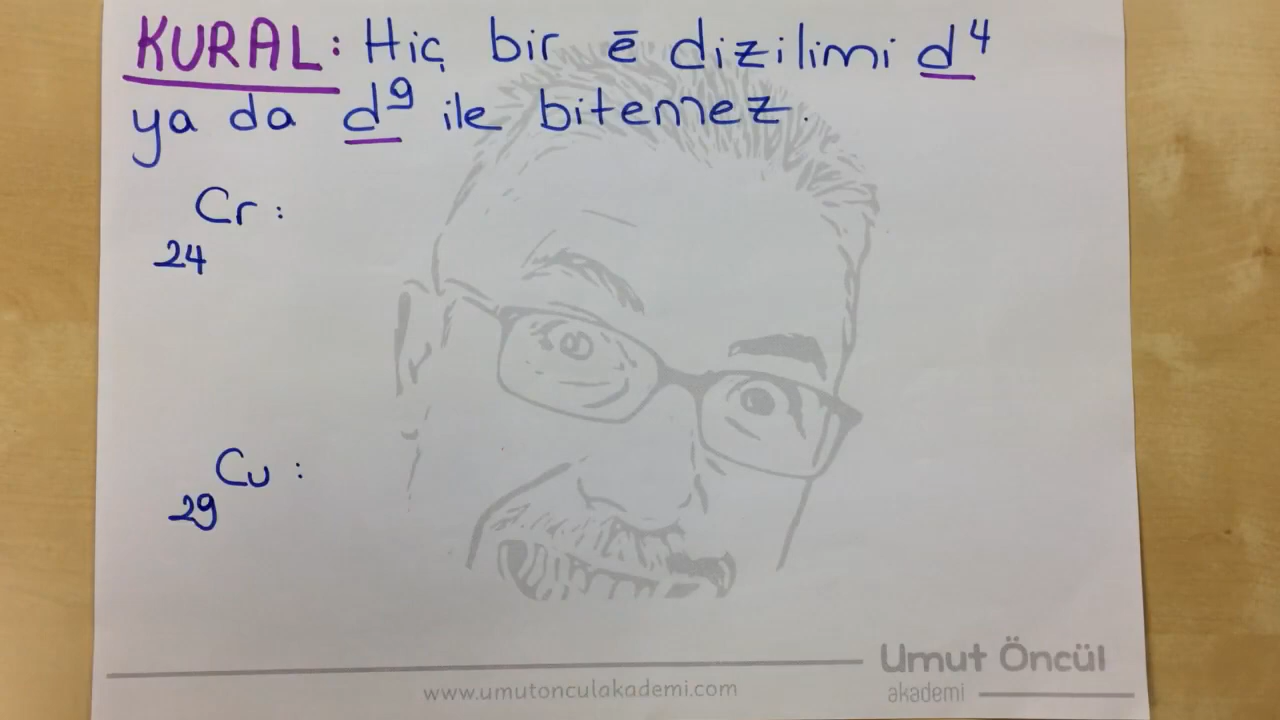 KURAL: Hiç bir ē dizilimi d⁴
ya da d⁹ ile bitemez.
₂₄Cr :
₂₉Cu :
Umut Öncül
akademi
www.umutonculakademi.com